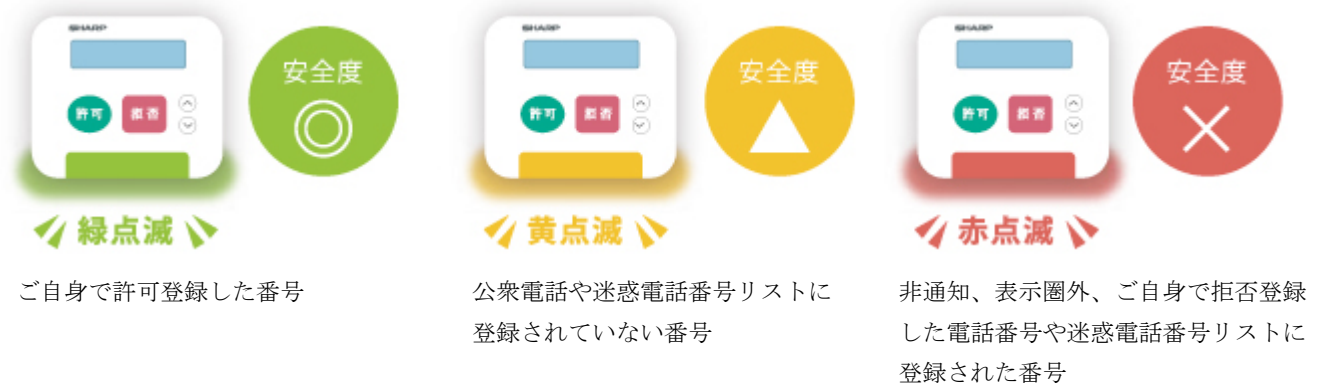 SHARP
許可
拒否
安全度
緑点滅
ご自身で許可登録した番号
SHARP
許可
拒否
安全度
黄点滅
公衆電話や迷惑電話番号リストに
登録されていない番号
SHARP
許可
拒否
安全度
赤点滅
非通知、表示圏外、ご自身で拒否登録
した電話番号や迷惑電話番号リストに
登録された番号